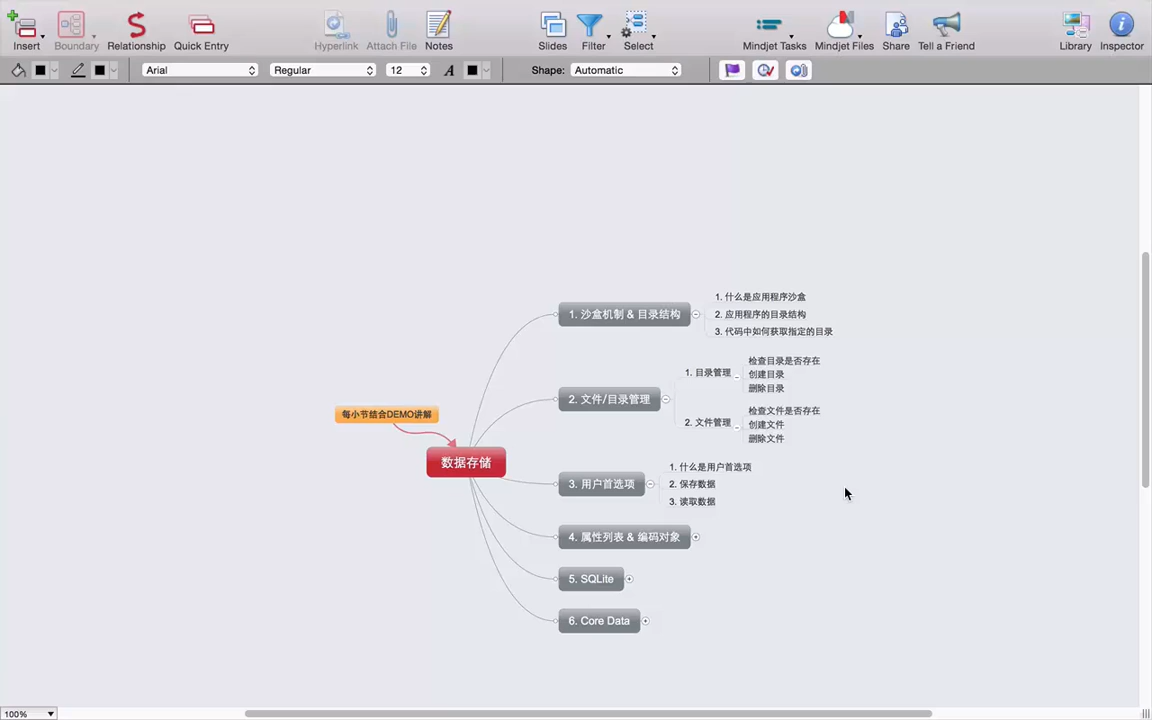 Insert
Boundary
Relationship
Quick Entry
Hyperlink
Attach File
Notes
Slides
Filter
Select
Mindjet Tasks
Mindjet Files
Share
Tell a Friend
Library
Inspector
Arial
Regular
12
A
Shape:
Automatic
每小节结合DEMO讲解
数据存储
1. 沙盒机制 & 目录结构
1. 什么是应用程序沙盒
2. 应用程序的目录结构
3. 代码中如何获取指定的目录
2. 文件/目录管理
1. 目录管理
检查目录是否存在
创建目录
删除目录
2. 文件管理
检查文件是否存在
创建文件
删除文件
3. 用户首选项
1. 什么是用户首选项
2. 保存数据
3. 读取数据
4. 属性列表 & 编码对象
5. SQLite
6. Core Data
100%